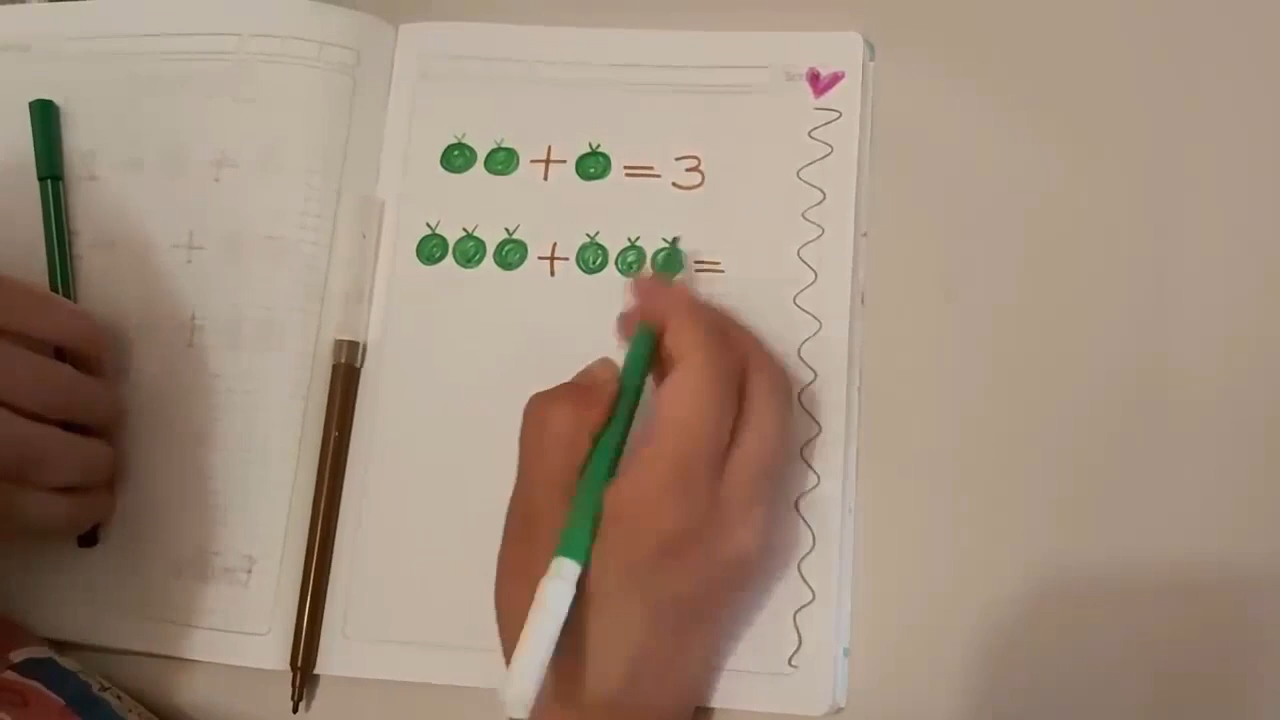 + = 3
+ =